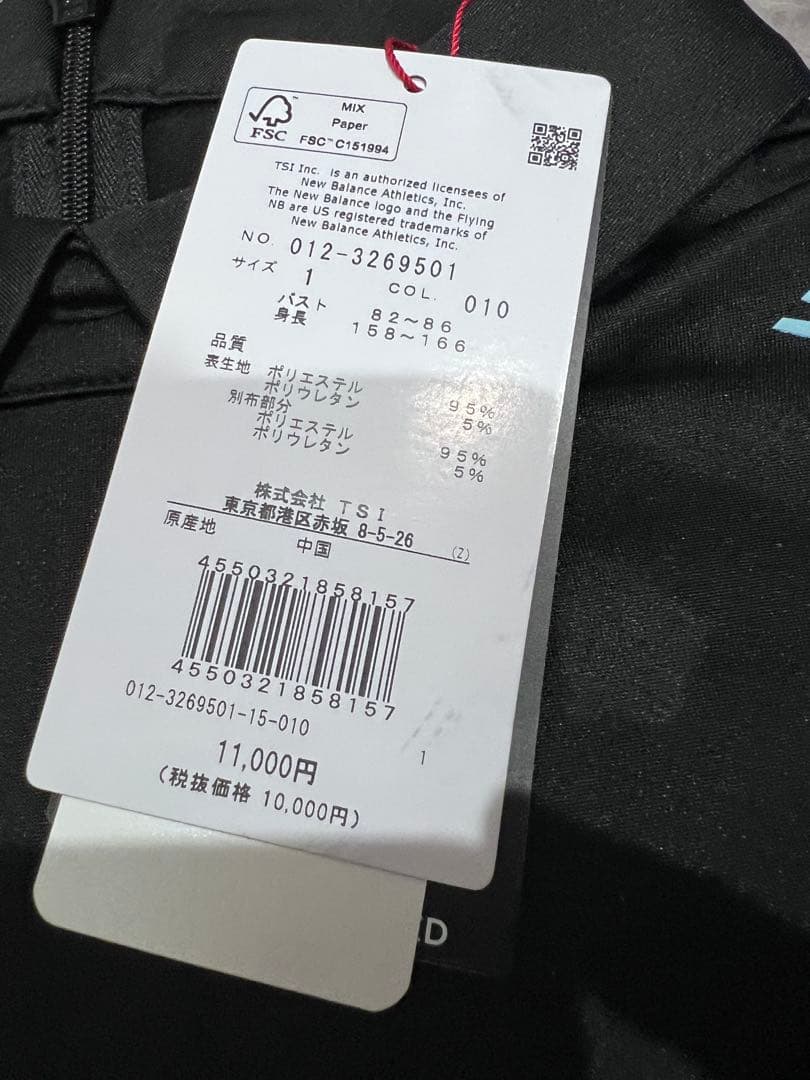 MIX
Paper
FSC™ C151994
FSC
TSI Inc. is an authorized licensees of
New Balance Athletics, Inc.
The New Balance logo and the Flying
NB are US registered trademarks of
New Balance Athletics, Inc.
NO. 012-3269501
サイズ 1 COL. 010
バスト 82～86
身長 158～166
品質
表生地 ポリエステル 95%
ポリウレタン 5%
別布部分
ポリエステル 95%
ポリウレタン 5%
株式会社 TSI
東京都港区赤坂 8-5-26 (Z)
原産地 中国
4550321858157
4550321858157
012-3269501-15-010
1
11,000円
(税抜価格 10,000円)